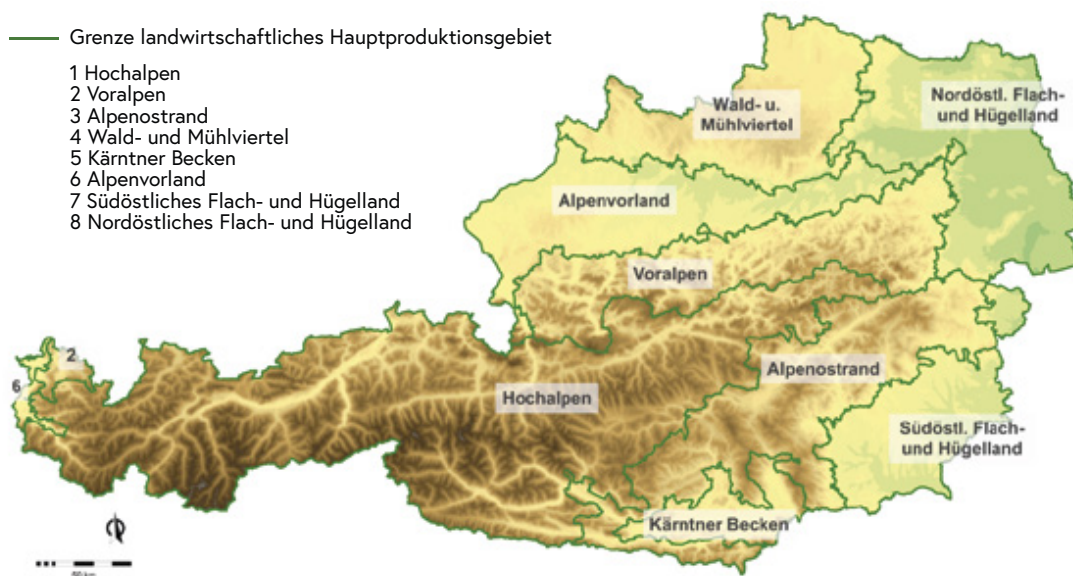 Grenze landwirtschaftliches Hauptproduktionsgebiet
1 Hochalpen
2 Voralpen
3 Alpenostrand
4 Wald- und Mühlviertel
5 Kärntner Becken
6 Alpenvorland
7 Südöstliches Flach- und Hügelland
8 Nordöstliches Flach- und Hügelland
Wald- u.
Mühlviertel
Nordöstl. Flach-
und Hügelland
Alpenvorland
Voralpen
2
6
Alpenostrand
Hochalpen
Südöstl. Flach-
und Hügelland
Kärntner Becken
50 km